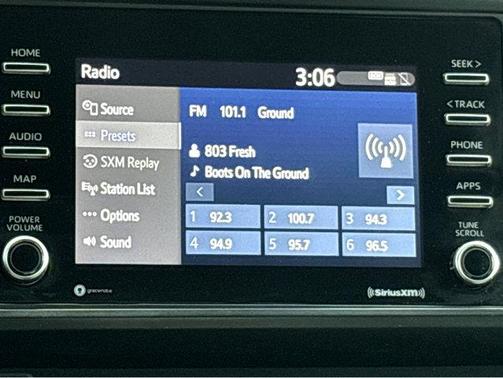 HOME
MENU
AUDIO
MAP
POWER
VOLUME
Radio
3:06
Source
Presets
SXM Replay
Station List
Options
Sound
FM 101.1 Ground
803 Fresh
Boots On The Ground
< >
1 92.3 2 100.7 3 94.3
4 94.9 5 95.7 6 96.5
SEEK >
< TRACK
PHONE
APPS
TUNE
SCROLL
gracenote
((SiriusXM))